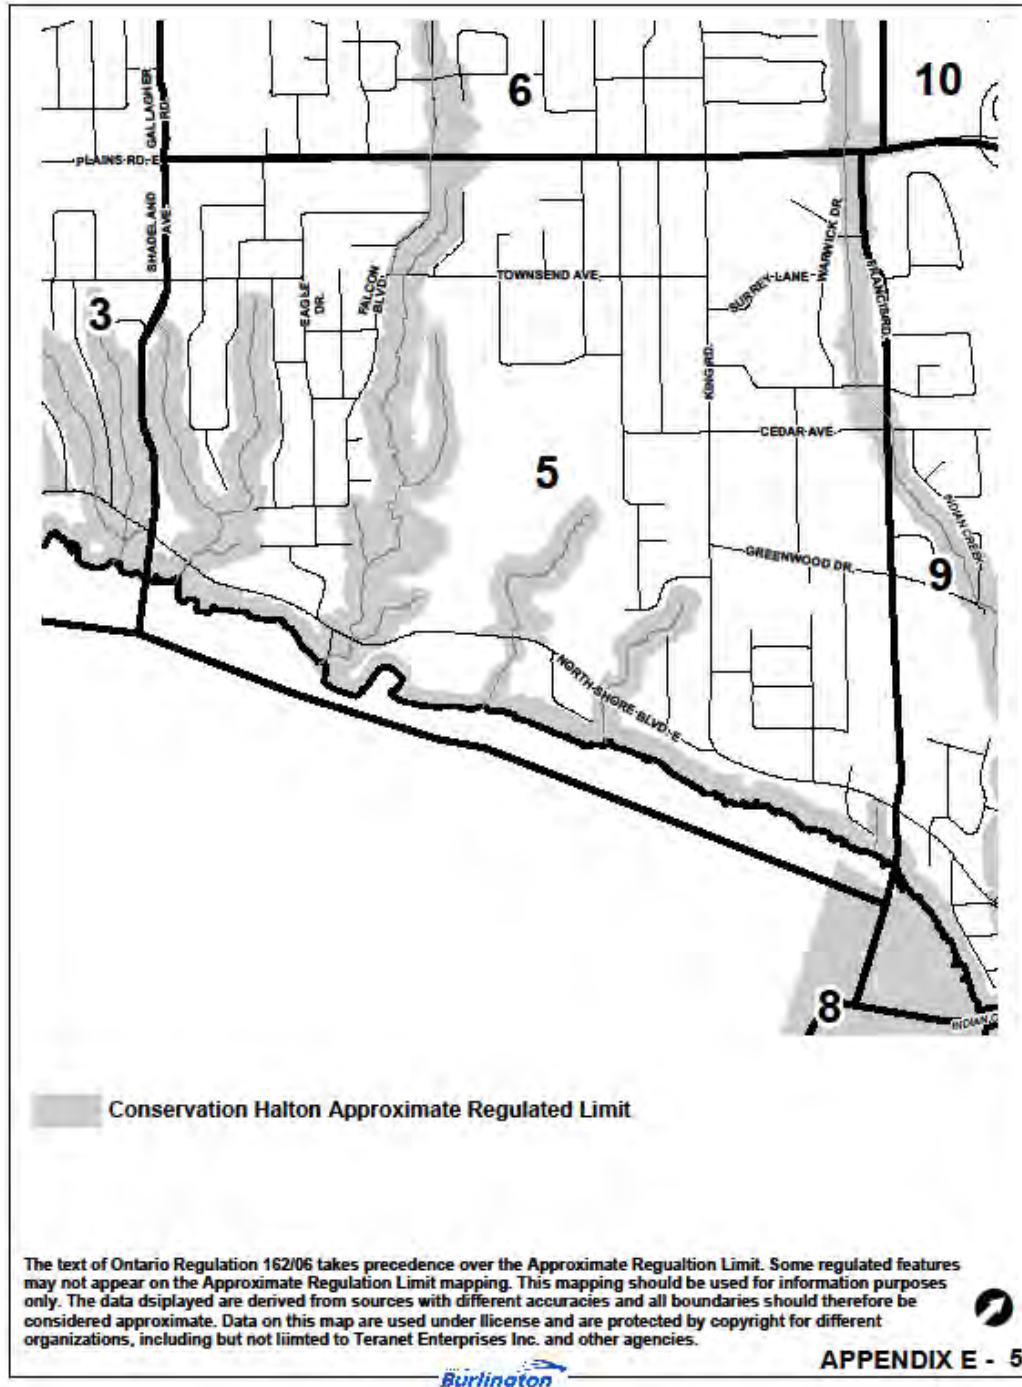 6
10
GALLAGHER RD
PLAINS RD. E
SHADELAND AVE.
WARWICK DR.
FRANCIS RD.
TOWNSEND AVE
SURREY LANE
EAGLE DR.
FALCON BLVD.
3
KING RD.
CEDAR AVE.
5
INDIAN CREEK
GREENWOOD DR.
9
NORTH SHORE BLVD. E
8
INDIAN C
Conservation Halton Approximate Regulated Limit
The text of Ontario Regulation 162/06 takes precedence over the Approximate Regualtion Limit. Some regulated features
may not appear on the Approximate Regulation Limit mapping. This mapping should be used for information purposes
only. The data dsiplayed are derived from sources with different accuracies and all boundaries should therefore be
considered approximate. Data on this map are used under llicense and are protected by copyright for different
organizations, including but not liimted to Teranet Enterprises Inc. and other agencies.
APPENDIX E - 5
Burlington